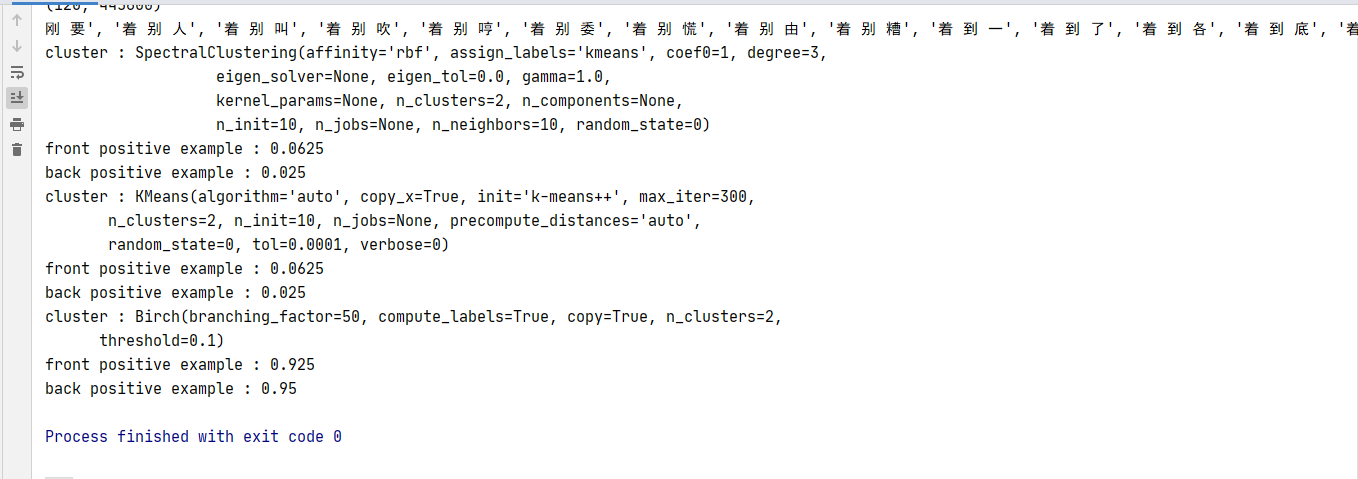 (120, 445800)
刚 要', '着 别 人', '着 别 叫', '着 别 吹', '着 别 哼', '着 别 委', '着 别 慌', '着 别 由', '着 别 糟', '着 到 一', '着 到 了', '着 到 各', '着 到 底', '着
cluster : SpectralClustering(affinity='rbf', assign_labels='kmeans', coef0=1, degree=3,
eigen_solver=None, eigen_tol=0.0, gamma=1.0,
kernel_params=None, n_clusters=2, n_components=None,
n_init=10, n_jobs=None, n_neighbors=10, random_state=0)
front positive example : 0.0625
back positive example : 0.025
cluster : KMeans(algorithm='auto', copy_x=True, init='k-means++', max_iter=300,
n_clusters=2, n_init=10, n_jobs=None, precompute_distances='auto',
random_state=0, tol=0.0001, verbose=0)
front positive example : 0.0625
back positive example : 0.025
cluster : Birch(branching_factor=50, compute_labels=True, copy=True, n_clusters=2,
threshold=0.1)
front positive example : 0.925
back positive example : 0.95
Process finished with exit code 0